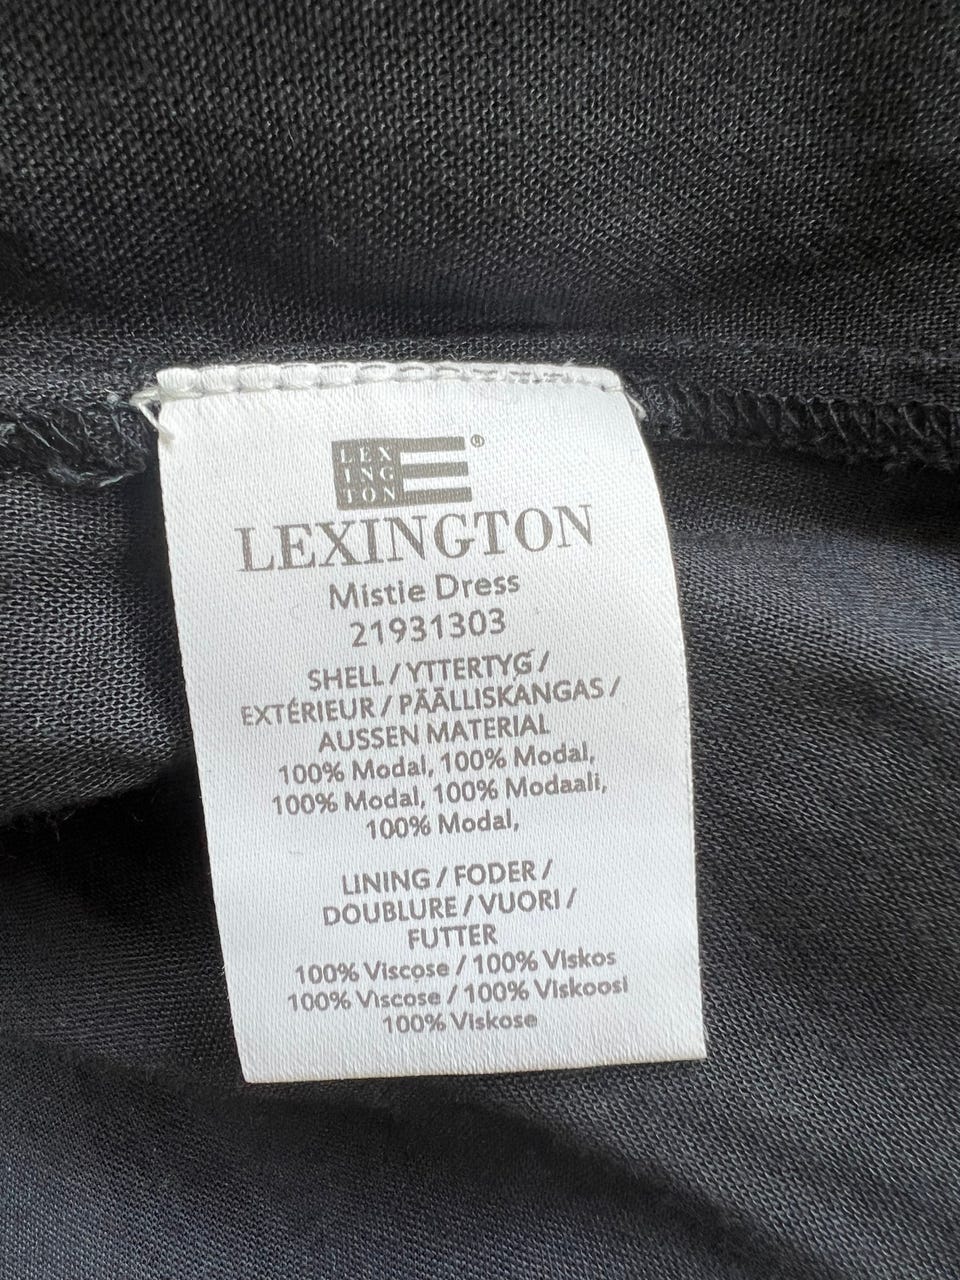 LEX
ING
TON
®
LEXINGTON
Mistie Dress
21931303
SHELL / YTTERTYG /
EXTÉRIEUR / PÄÄLLISKANGAS /
AUSSEN MATERIAL
100% Modal, 100% Modal,
100% Modal, 100% Modaali,
100% Modal,
LINING / FODER /
DOUBLURE / VUORI /
FUTTER
100% Viscose / 100% Viskos
100% Viscose / 100% Viskoosi
100% Viskose